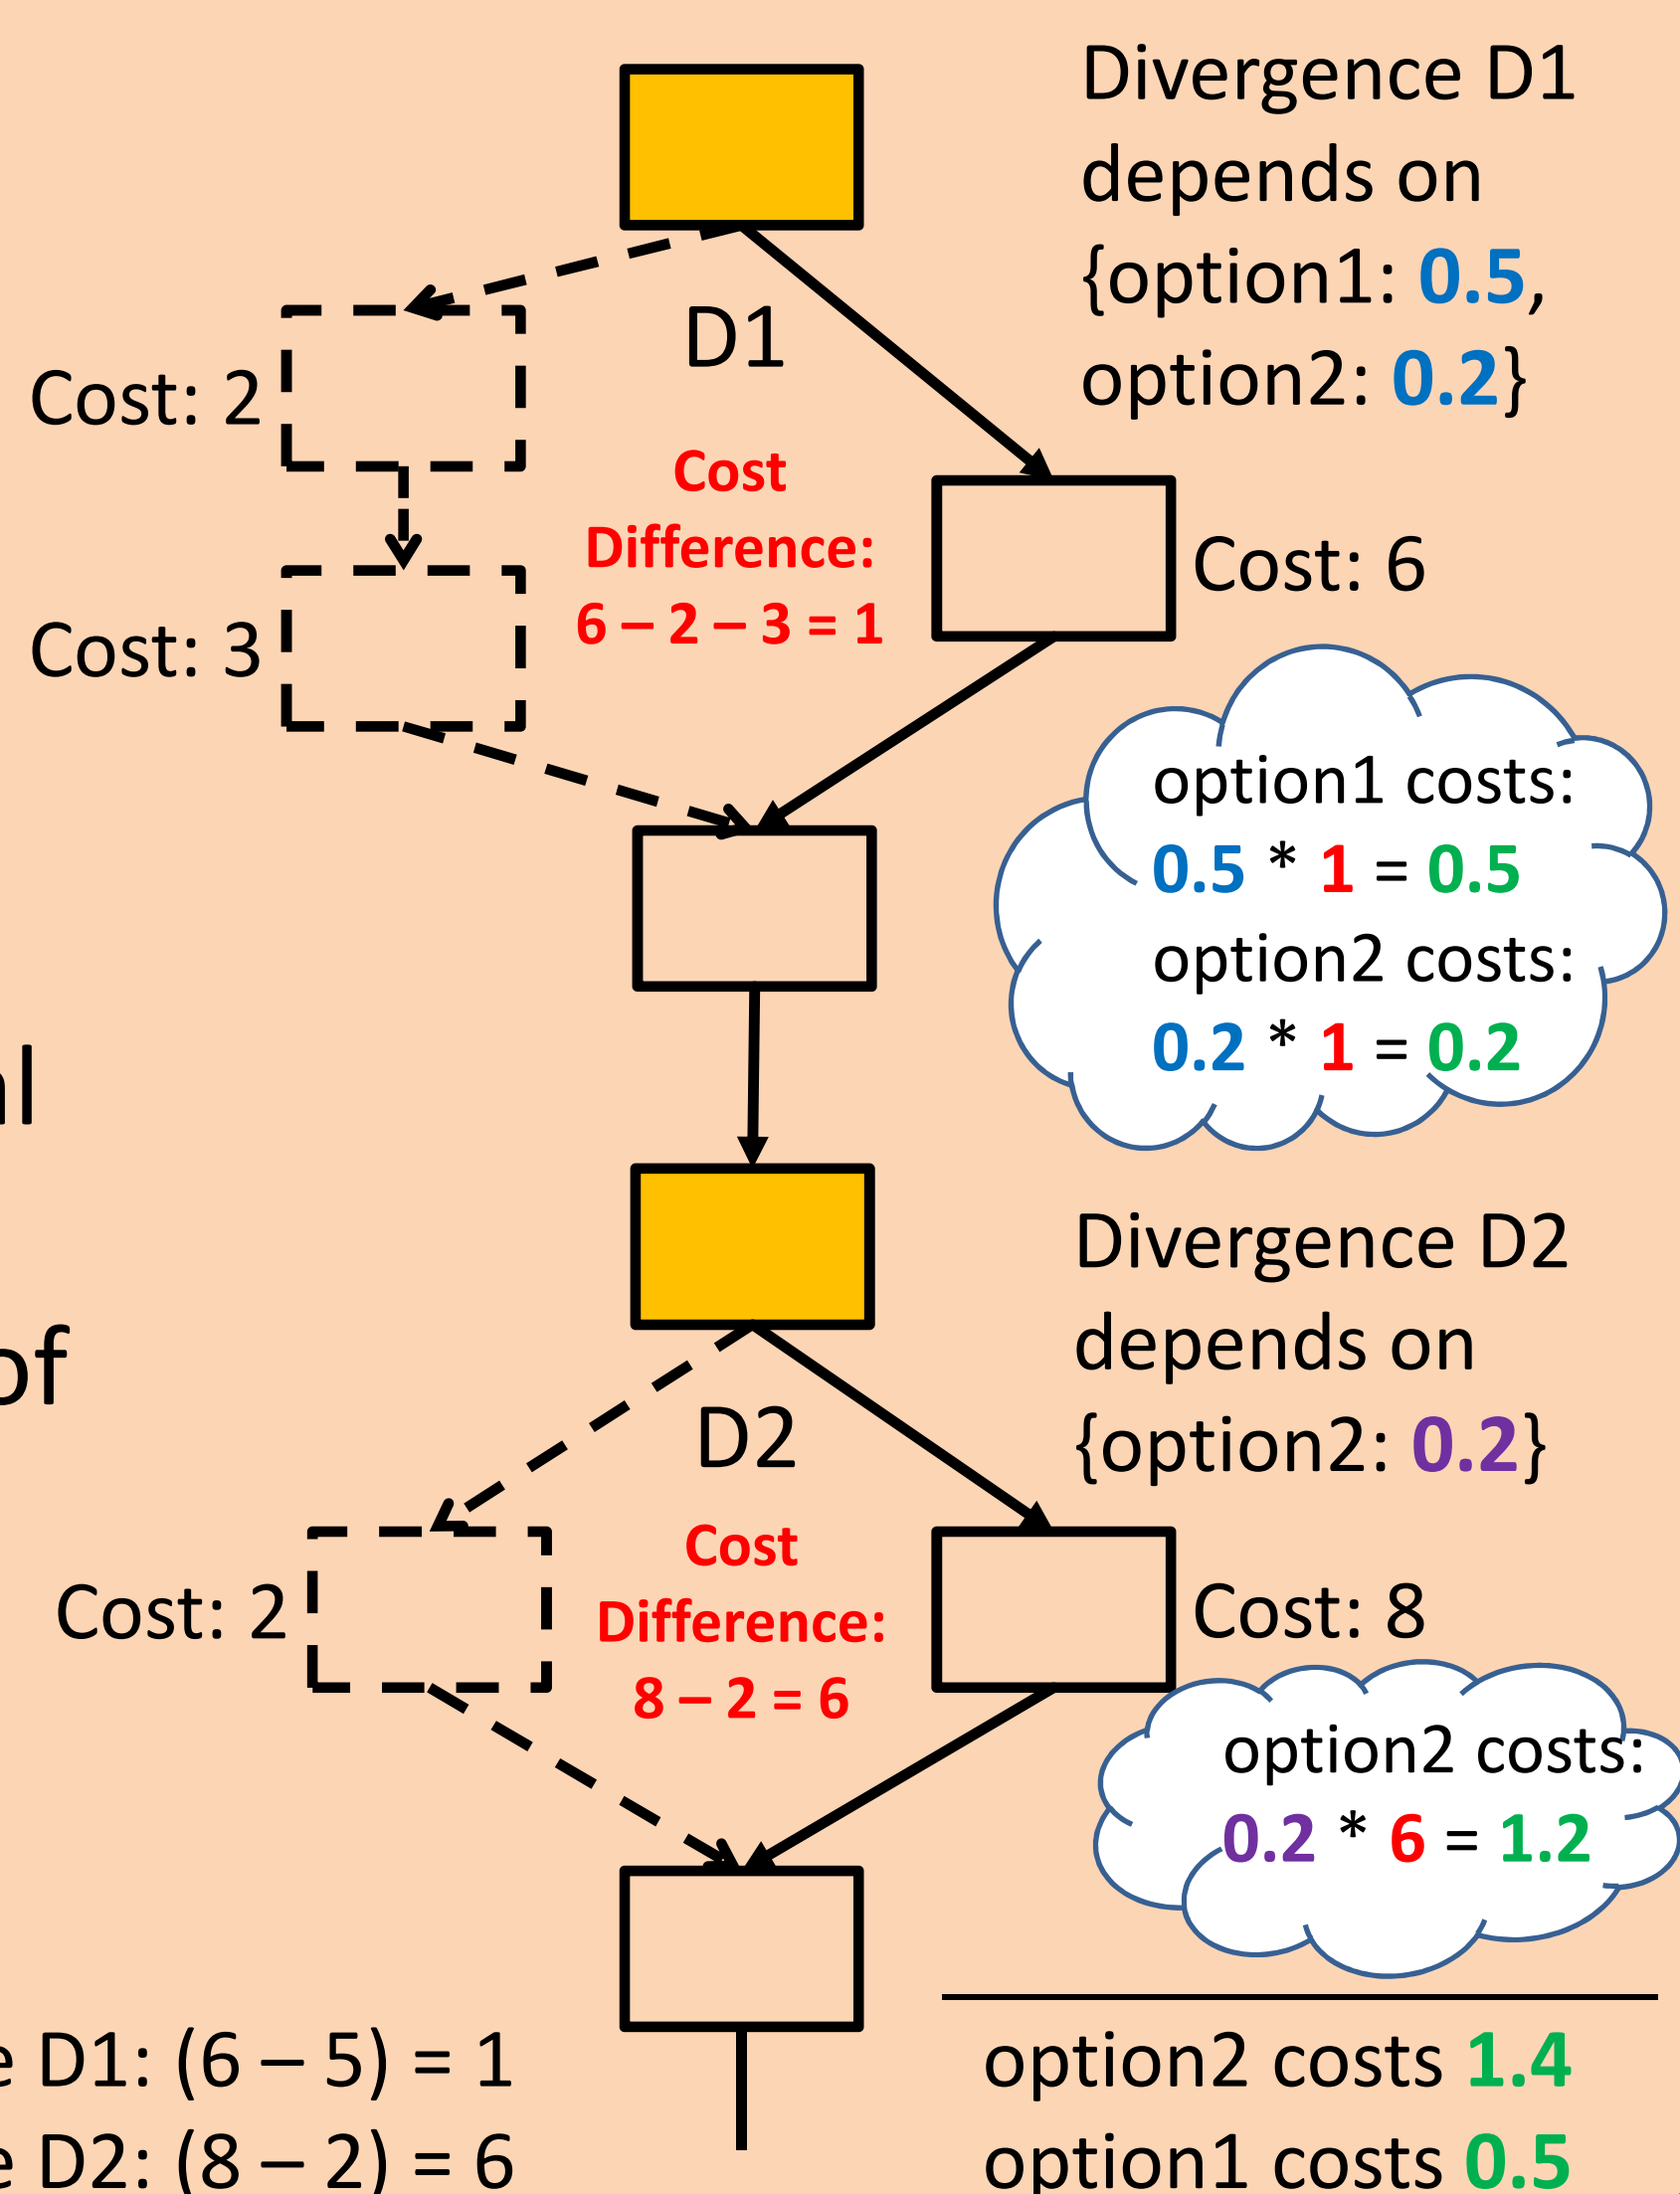 Divergence D1
depends on
{option1: 0.5,
option2: 0.2}
D1
Cost: 2
Cost
Difference:
6 – 2 – 3 = 1
Cost: 6
Cost: 3
option1 costs:
0.5 * 1 = 0.5
option2 costs:
0.2 * 1 = 0.2
Divergence D2
depends on
{option2: 0.2}
of
D2
Cost
Difference:
8 – 2 = 6
Cost: 2
Cost: 8
option2 costs:
0.2 * 6 = 1.2
D1: (6 – 5) = 1
D2: (8 – 2) = 6
option2 costs 1.4
option1 costs 0.5